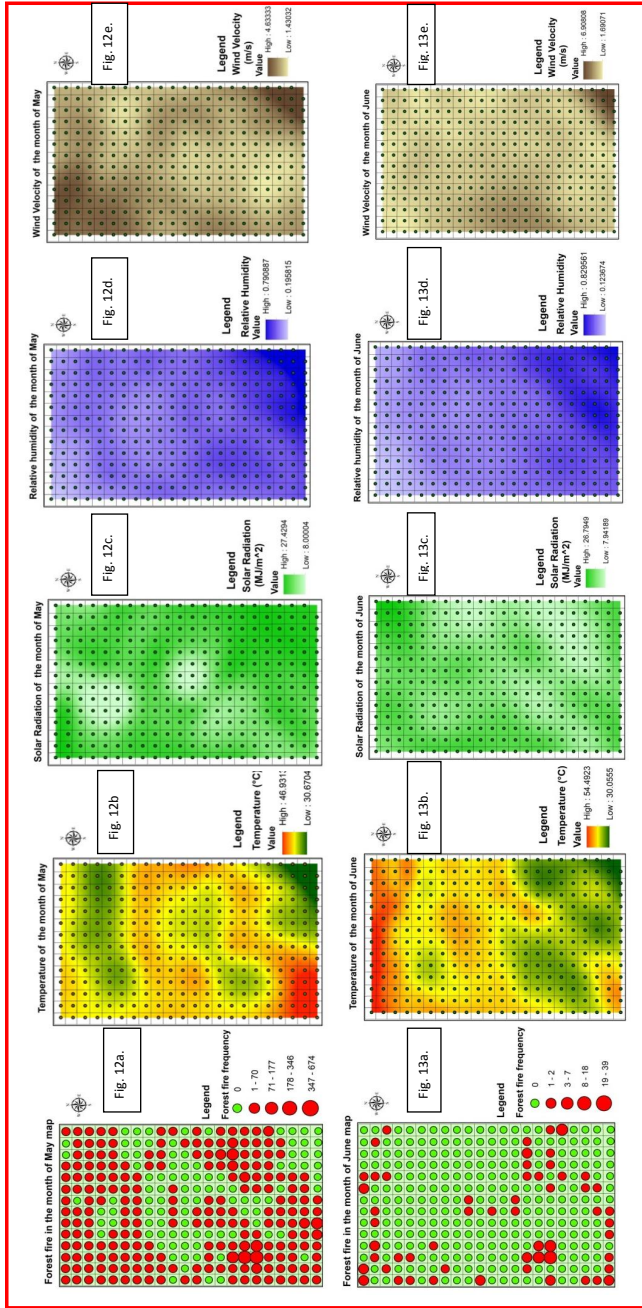 Forest fire in the month of May map
Fig. 12a.
Legend
Forest fire frequency
0
1 - 70
71 - 177
178 - 346
347 - 674
Temperature of the month of May
Fig. 12b
Legend
Temperature (°C)
Value
High : 46.931
Low : 30.6704
Solar Radiation of the month of May
Fig. 12c.
Legend
Solar Radiation
(MJ/m^2)
Value
High : 27.4294
Low : 8.00004
Relative humidity of the month of May
Fig. 12d.
Legend
Relative Humidity
Value
High : 0.790887
Low : 0.195815
Wind Velocity of the month of May
Fig. 12e.
Legend
Wind Velocity
(m/s)
Value
High : 4.63333
Low : 1.43032
Forest fire in the month of June map
Fig. 13a.
Legend
Forest fire frequency
0
1 - 2
3 - 7
8 - 18
19 - 39
Temperature of the month of June
Fig. 13b.
Legend
Temperature (°C)
Value
High : 54.4923
Low : 30.0555
Solar Radiation of the month of June
Fig. 13c.
Legend
Solar Radiation
(MJ/m^2)
Value
High : 26.7949
Low : 7.94189
Relative humidity of the month of June
Fig. 13d.
Legend
Relative Humidity
Value
High : 0.829561
Low : 0.123674
Wind Velocity of the month of June
Fig. 13e.
Legend
Wind Velocity
(m/s)
Value
High : 6.90808
Low : 1.69071